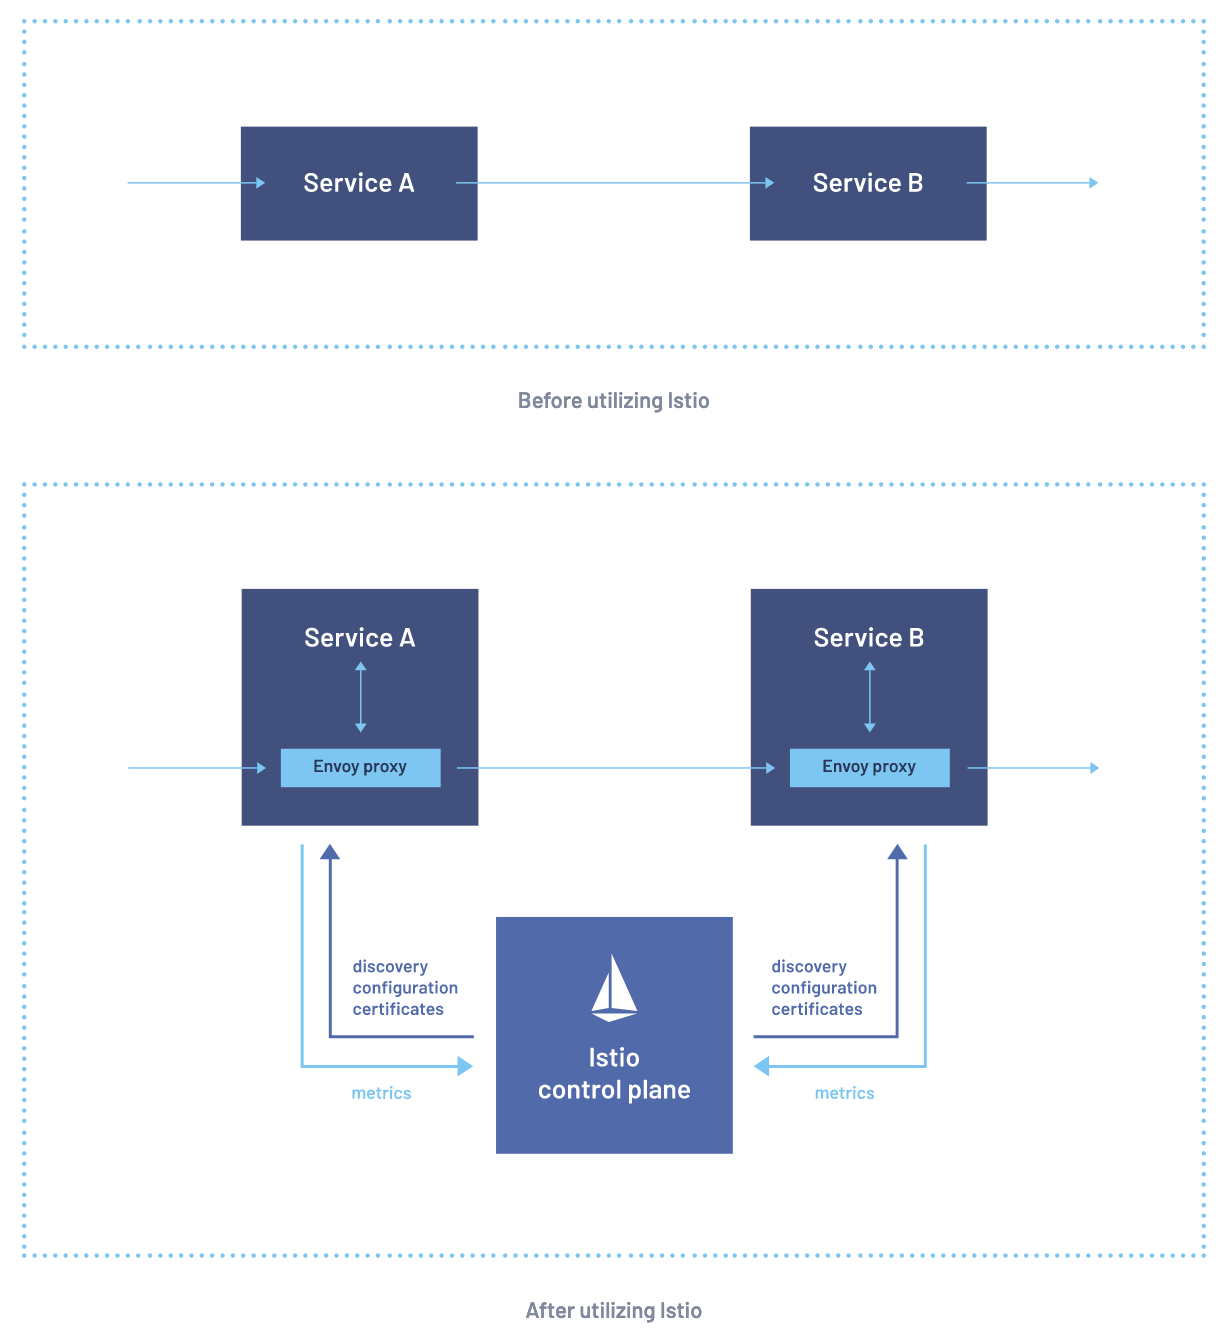 Service A
Service B
Before utilizing Istio
Service A
Service B
Envoy proxy
Envoy proxy
discovery
configuration
certificates
metrics
Istio
control plane
discovery
configuration
certificates
metrics
After utilizing Istio